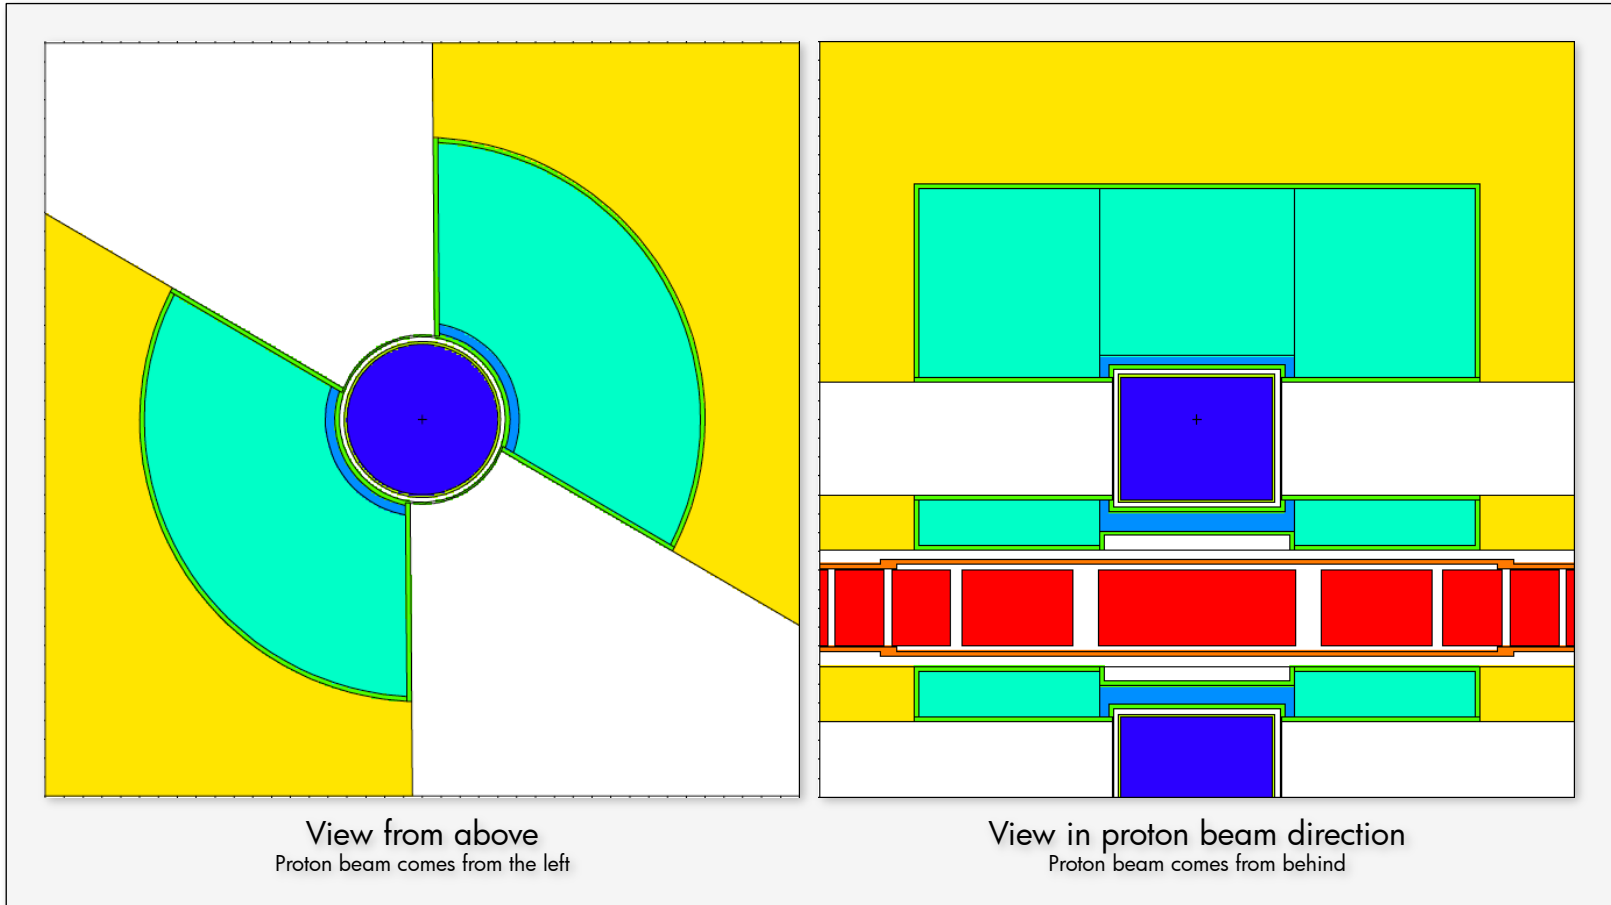 View from above
Proton beam comes from the left
View in proton beam direction
Proton beam comes from behind